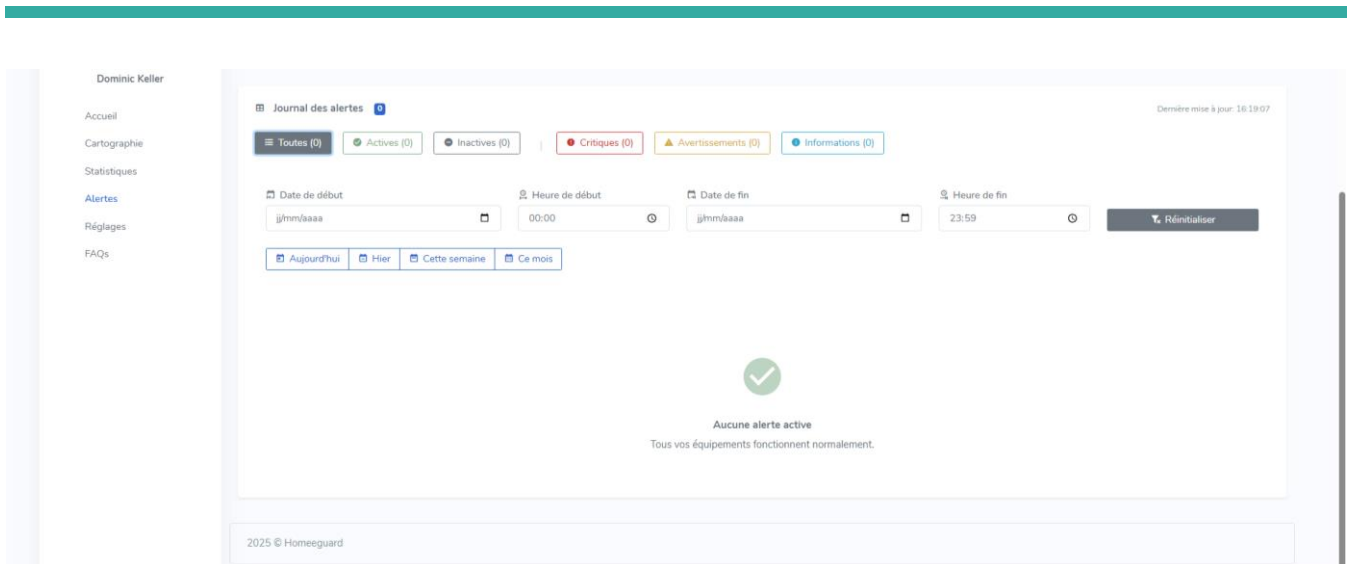 Dominic Keller
Accueil
Cartographie
Statistiques
Alertes
Réglages
FAQs
Journal des alertes 0
Dernière mise à jour: 16:19:07
Toutes (0) Actives (0) Inactives (0) | Critiques (0) Avertissements (0) Informations (0)
Date de début Heure de début Date de fin Heure de fin
jj/mm/aaaa 00:00 jj/mm/aaaa 23:59 Réinitialiser
Aujourd'hui Hier Cette semaine Ce mois
Aucune alerte active
Tous vos équipements fonctionnent normalement.
2025 © Homeeguard